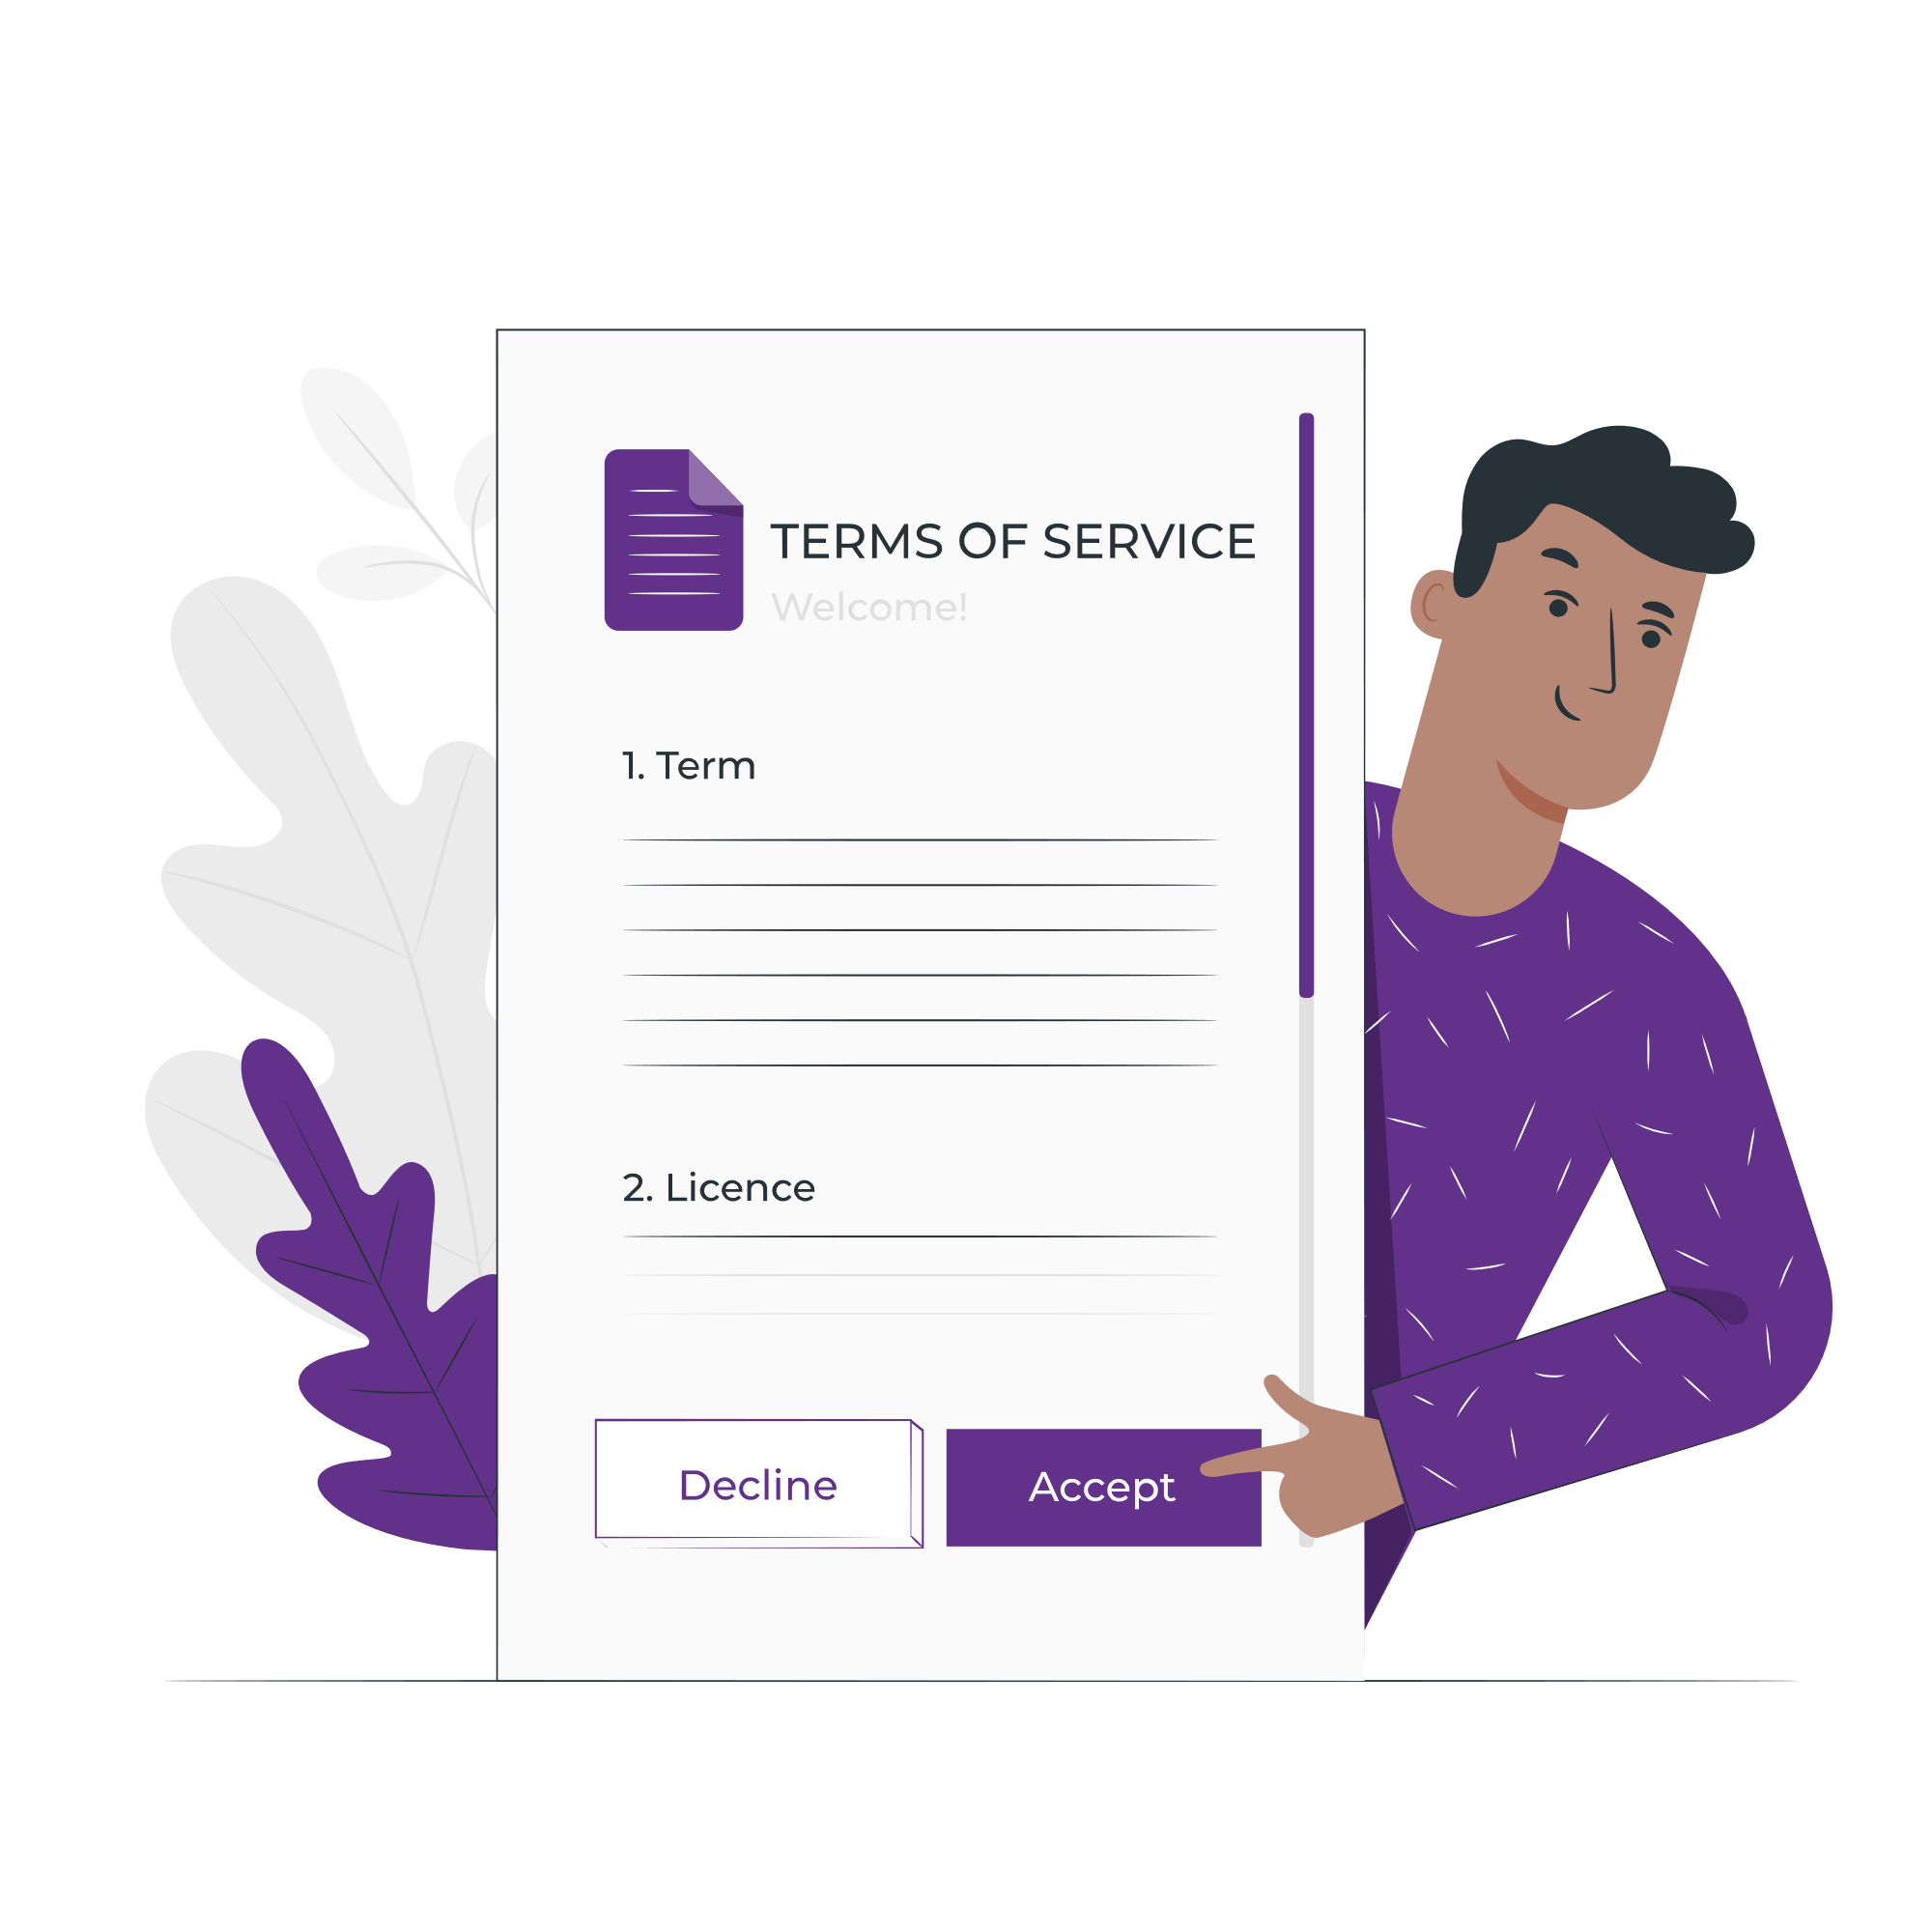 TERMS OF SERVICE
Welcome!
1. Term
2. Licence
Decline
Accept